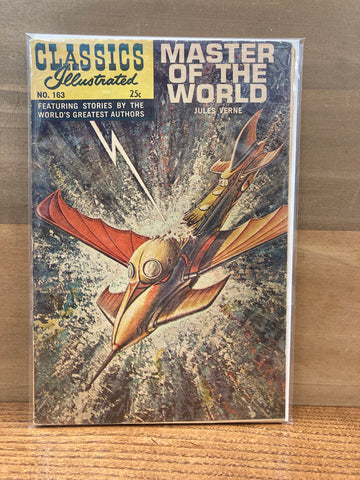 CLASSICS
Illustrated
NO. 163 25¢
FEATURING STORIES BY THE
WORLD'S GREATEST AUTHORS
MASTER
OF THE
WORLD
JULES VERNE